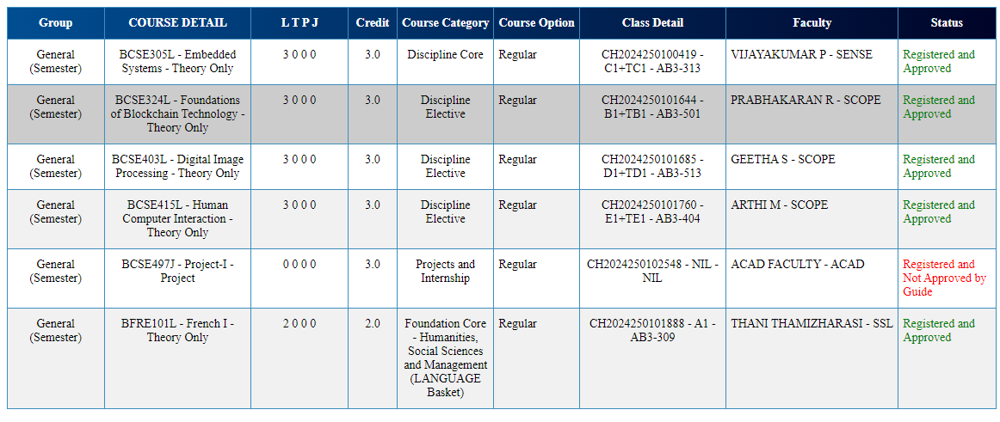 Group COURSE DETAIL L T P J Credit Course Category Course Option Class Detail Faculty Status
General BCSE305L - Embedded 3 0 0 0 3.0 Discipline Core Regular CH2024250100419 - VIJAYAKUMAR P - SENSE Registered and
(Semester) Systems - Theory Only C1+TC1 - AB3-313 Approved
General BCSE324L - Foundations 3 0 0 0 3.0 Discipline Regular CH2024250101644 - PRABHAKARAN R - SCOPE Registered and
(Semester) of Blockchain Technology - Elective B1+TB1 - AB3-501 Approved
Theory Only
General BCSE403L - Digital Image 3 0 0 0 3.0 Discipline Regular CH2024250101685 - GEETHA S - SCOPE Registered and
(Semester) Processing - Theory Only Elective D1+TD1 - AB3-513 Approved
General BCSE415L - Human 3 0 0 0 3.0 Discipline Regular CH2024250101760 - ARTHI M - SCOPE Registered and
(Semester) Computer Interaction - Elective E1+TE1 - AB3-404 Approved
Theory Only
General BCSE497J - Project-I - 0 0 0 0 3.0 Projects and Regular CH2024250102548 - NIL - ACAD FACULTY - ACAD Registered and
(Semester) Project Internship NIL Not Approved by
Guide
General BFRE101L - French I - 2 0 0 0 2.0 Foundation Core Regular CH2024250101888 - A1 - THANI THAMIZHARASI - SSL Registered and
(Semester) Theory Only - Humanities, AB3-309 Approved
Social Sciences
and Management
(LANGUAGE
Basket)